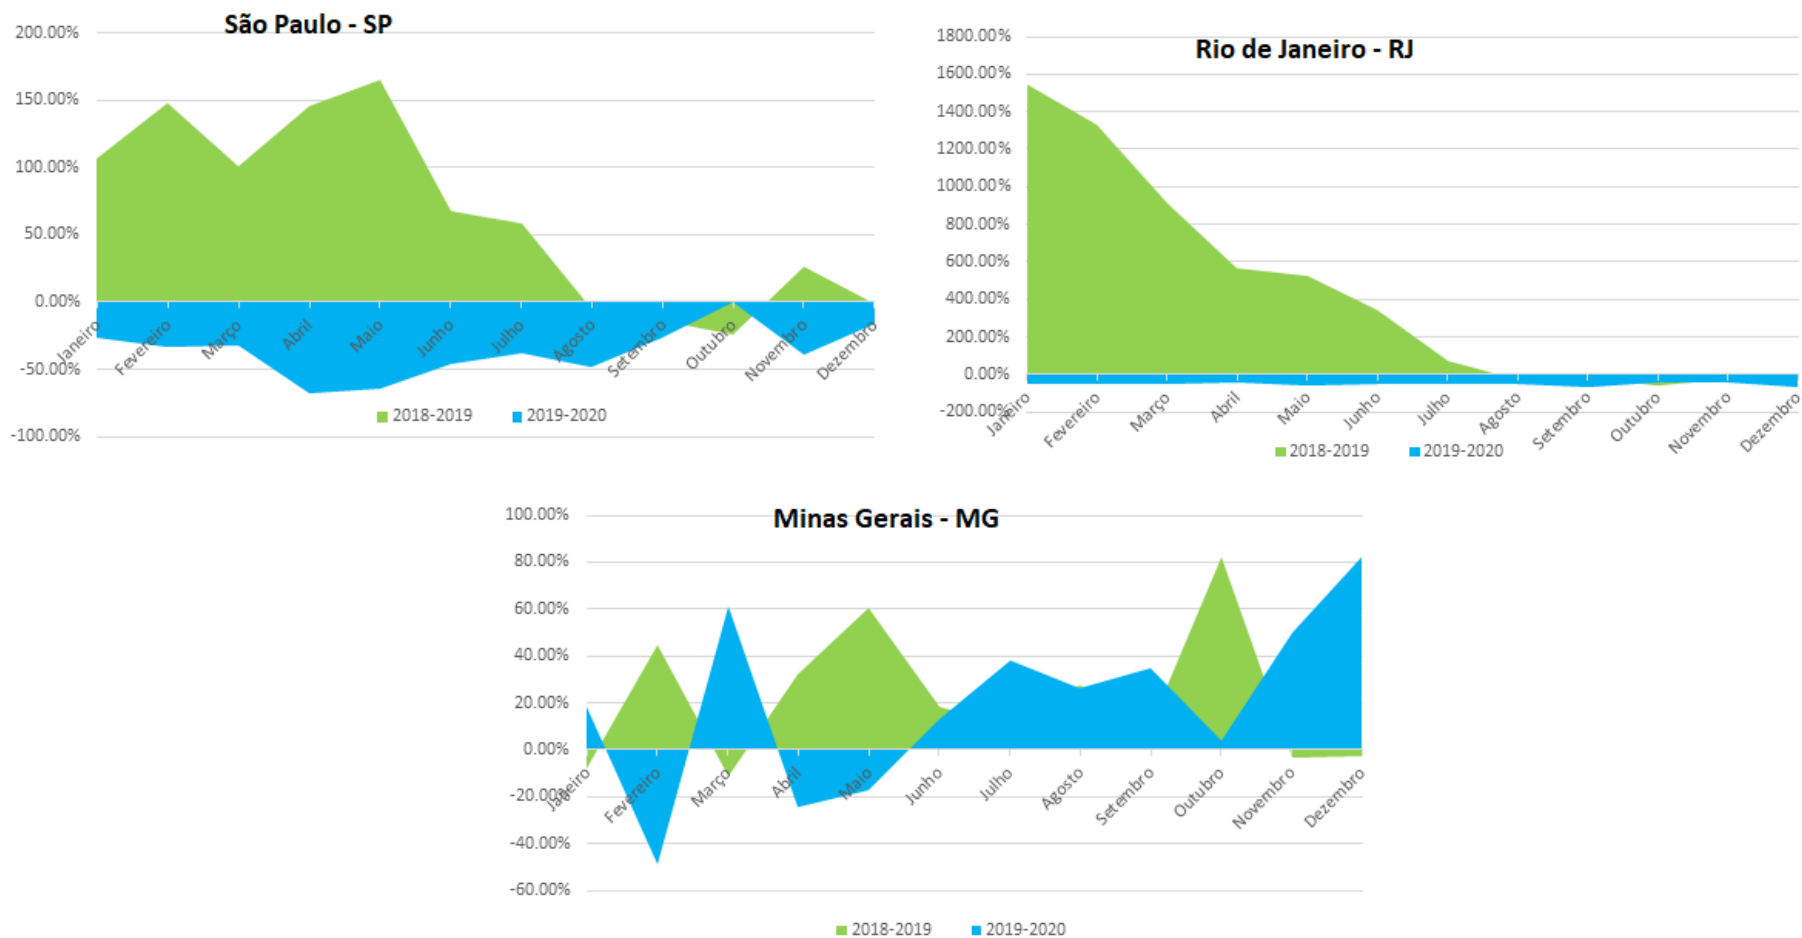 São Paulo - SP
200.00%
150.00%
100.00%
50.00%
0.00%
-50.00%
-100.00%
Janeiro
Fevereiro
Março
Abril
Maio
Junho
Julho
Agosto
Setembro
Outubro
Novembro
Dezembro
2018-2019 2019-2020
Rio de Janeiro - RJ
1800.00%
1600.00%
1400.00%
1200.00%
1000.00%
800.00%
600.00%
400.00%
200.00%
0.00%
-200.00%
Janeiro
Fevereiro
Março
Abril
Maio
Junho
Julho
Agosto
Setembro
Outubro
Novembro
Dezembro
2018-2019 2019-2020
Minas Gerais - MG
100.00%
80.00%
60.00%
40.00%
20.00%
0.00%
-20.00%
-40.00%
-60.00%
Janeiro
Fevereiro
Março
Abril
Maio
Junho
Julho
Agosto
Setembro
Outubro
Novembro
Dezembro
2018-2019 2019-2020